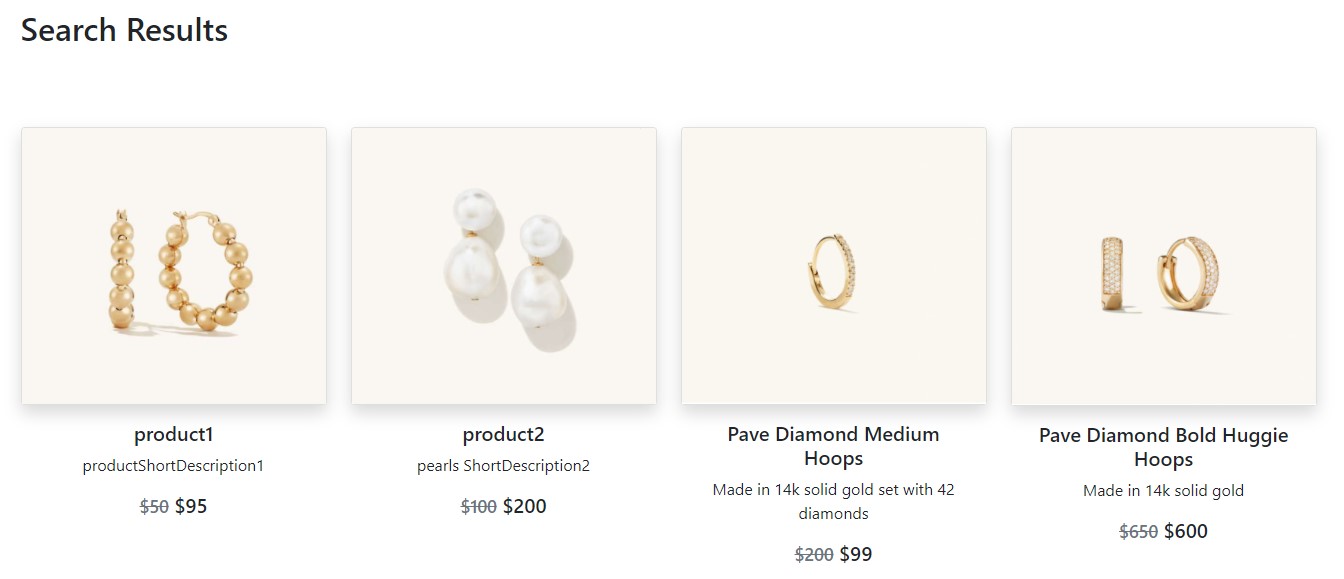 Search Results
product1
productShortDescription1
$50 $95
product2
pearls ShortDescription2
$100 $200
Pave Diamond Medium
Hoops
Made in 14k solid gold set with 42
diamonds
$200 $99
Pave Diamond Bold Huggie
Hoops
Made in 14k solid gold
$650 $600